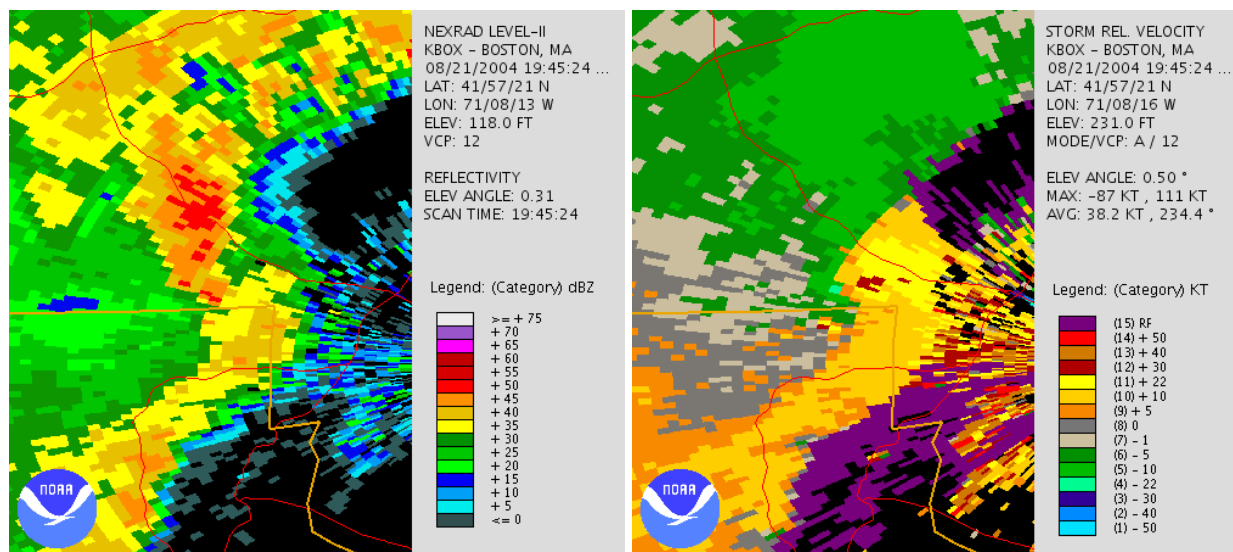 NEXRAD LEVEL-II
KBOX - BOSTON, MA
08/21/2004 19:45:24 ...
LAT: 41/57/21 N
LON: 71/08/13 W
ELEV: 118.0 FT
VCP: 12
REFLECTIVITY
ELEV ANGLE: 0.31
SCAN TIME: 19:45:24
Legend: (Category) dBZ
>= + 75
+ 70
+ 65
+ 60
+ 55
+ 50
+ 45
+ 40
+ 35
+ 30
+ 25
+ 20
+ 15
+ 10
+ 5
<= 0
NOAA
STORM REL. VELOCITY
KBOX - BOSTON, MA
08/21/2004 19:45:24 ...
LAT: 41/57/21 N
LON: 71/08/16 W
ELEV: 231.0 FT
MODE/VCP: A / 12
ELEV ANGLE: 0.50 °
MAX: -87 KT , 111 KT
AVG: 38.2 KT , 234.4 °
Legend: (Category) KT
(15) RF
(14) + 50
(13) + 40
(12) + 30
(11) + 22
(10) + 10
(9) + 5
(8) 0
(7) - 1
(6) - 5
(5) - 10
(4) - 22
(3) - 30
(2) - 40
(1) - 50
NOAA